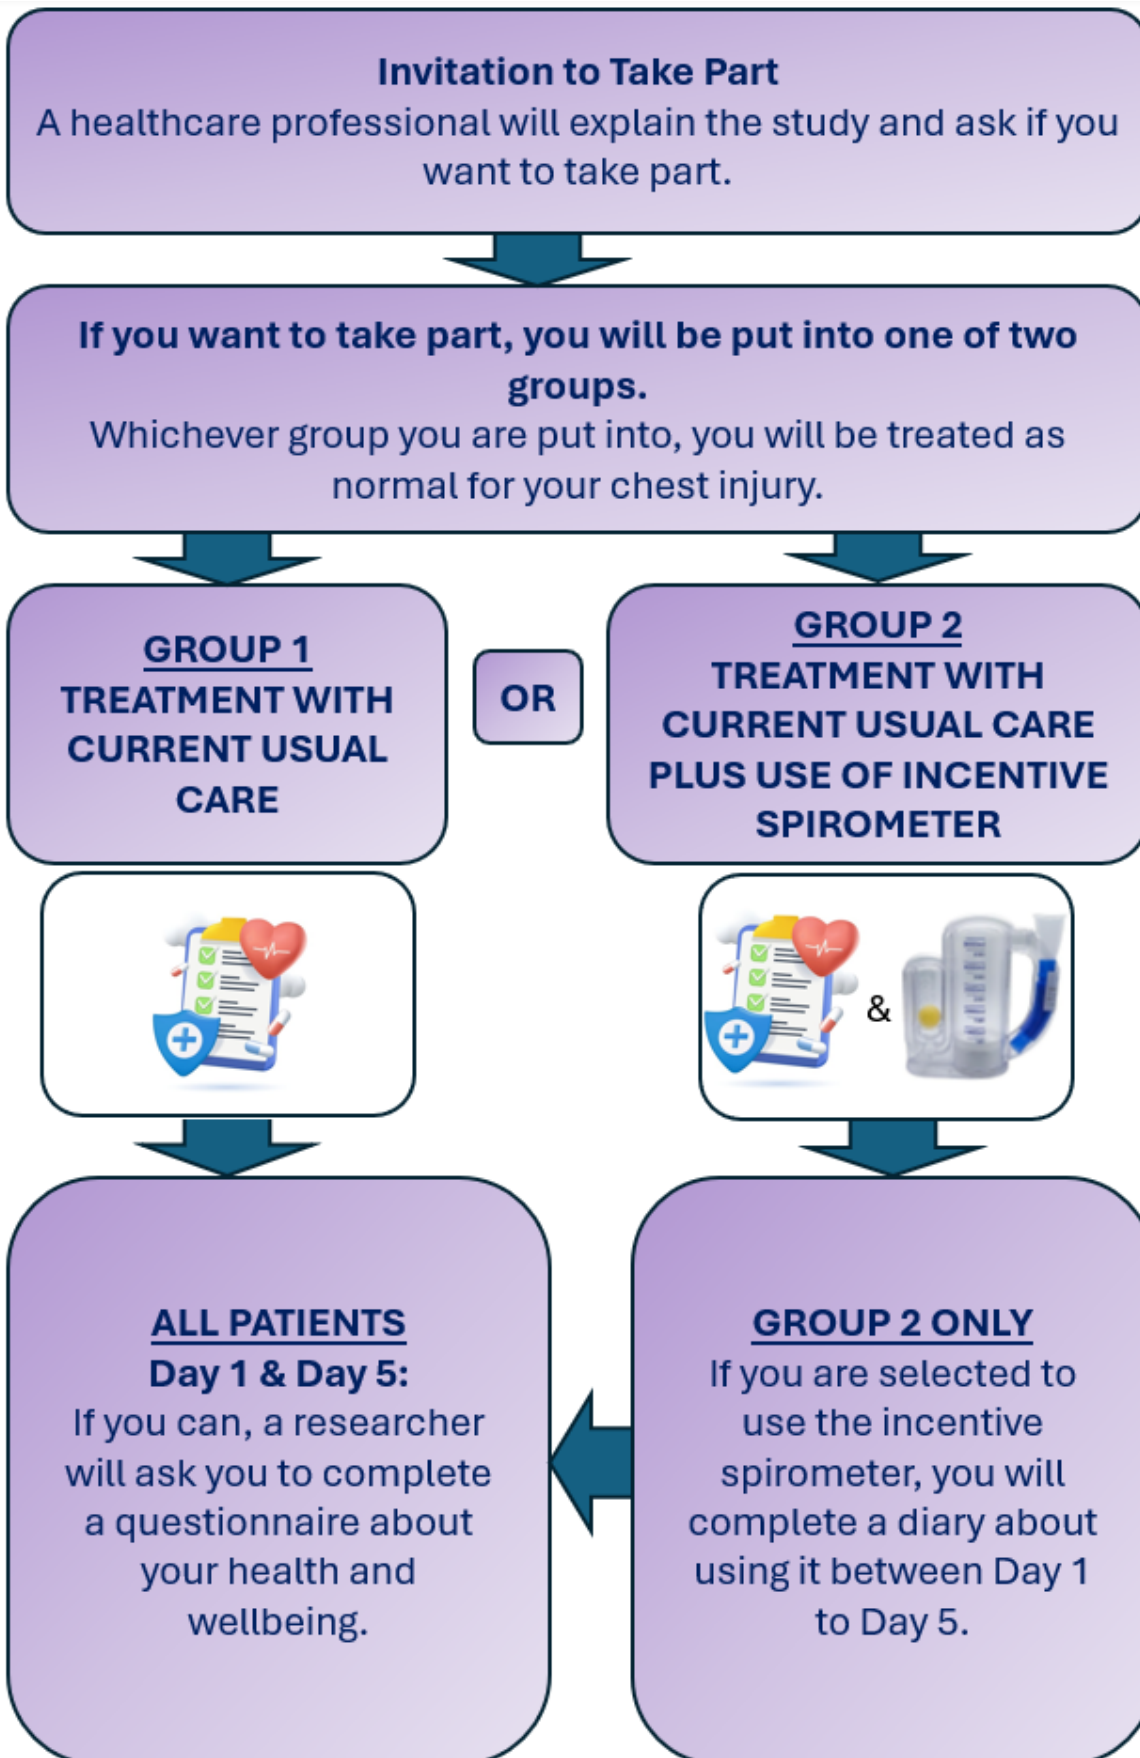 Invitation to Take Part
A healthcare professional will explain the study and ask if you
want to take part.
If you want to take part, you will be put into one of two
groups.
Whichever group you are put into, you will be treated as
normal for your chest injury.
GROUP 1
TREATMENT WITH
CURRENT USUAL
CARE
OR
GROUP 2
TREATMENT WITH
CURRENT USUAL CARE
PLUS USE OF INCENTIVE
SPIROMETER
&
ALL PATIENTS
Day 1 & Day 5:
If you can, a researcher
will ask you to complete
a questionnaire about
your health and
wellbeing.
GROUP 2 ONLY
If you are selected to
use the incentive
spirometer, you will
complete a diary about
using it between Day 1
to Day 5.